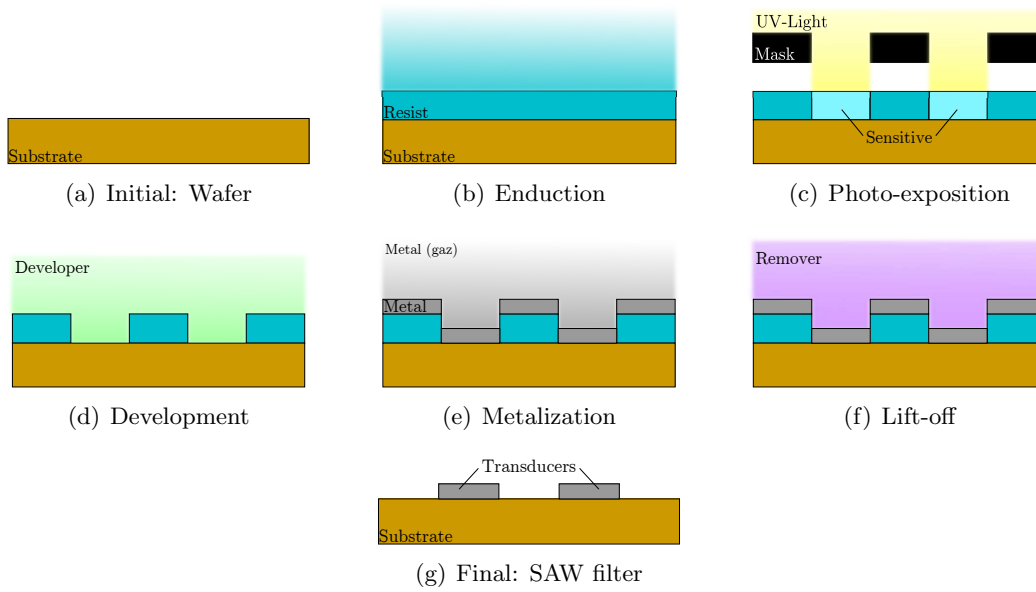 Substrate
(a) Initial: Wafer
Resist
Substrate
(b) Enduction
UV-Light
Mask
Sensitive
(c) Photo-exposition
Developer
(d) Development
Metal (gaz)
Metal
(e) Metalization
Remover
(f) Lift-off
Transducers
Substrate
(g) Final: SAW filter